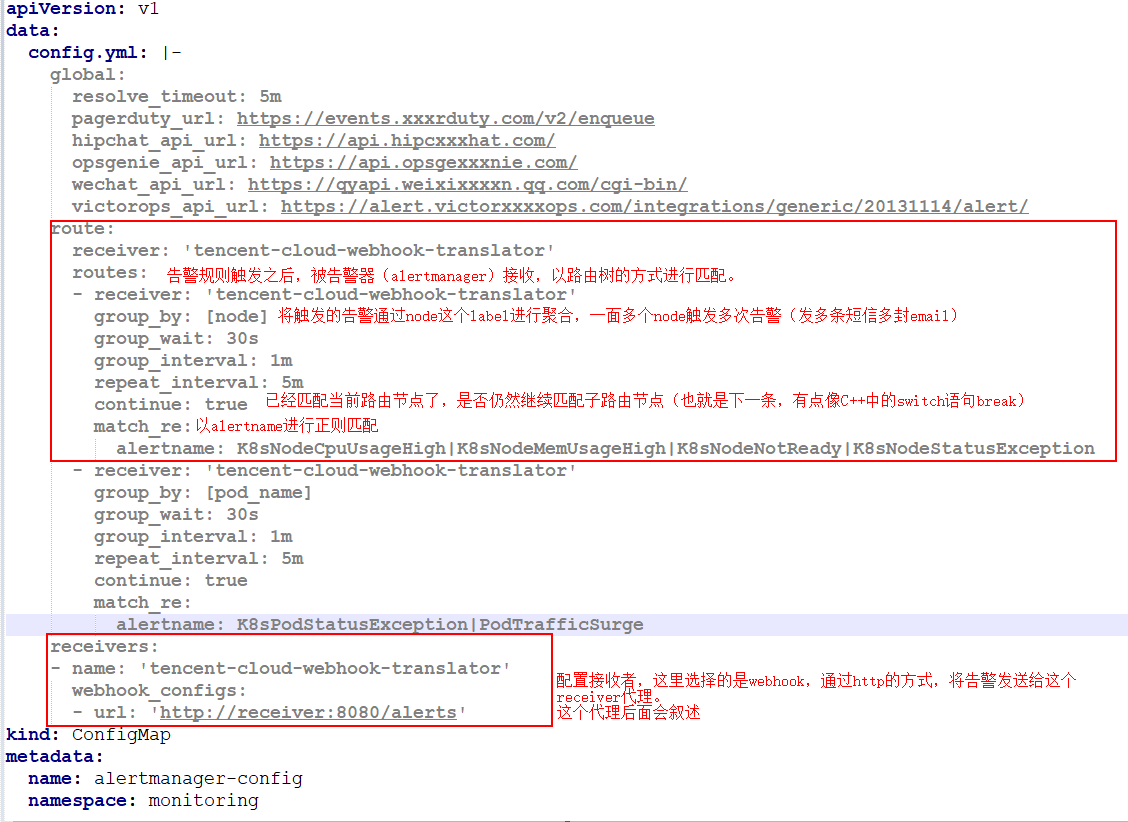 apiVersion: v1
data:
  config.yml: |-
    global:
      resolve_timeout: 5m
      pagerduty_url: https://events.xxxrduty.com/v2/enqueue
      hipchat_api_url: https://api.hipcxxxhat.com/
      opsgenie_api_url: https://api.opsgexxxnie.com/
      wechat_api_url: https://qyapi.weixixxxxn.qq.com/cgi-bin/
      victorops_api_url: https://alert.victorxxxxops.com/integrations/generic/20131114/alert/
    route:
      receiver: 'tencent-cloud-webhook-translator'
      routes: 告警规则触发之后，被告警器（alertmanager）接收，以路由树的方式进行匹配。
      - receiver: 'tencent-cloud-webhook-translator'
        group_by: [node] 将触发的告警通过node这个label进行聚合，一面多个node触发多次告警（发多条短信多封email）
        group_wait: 30s
        group_interval: 1m
        repeat_interval: 5m
        continue: true 已经匹配当前路由节点了，是否仍然继续匹配子路由节点（也就是下一条，有点像C++中的switch语句break）
        match_re: 以alertname进行正则匹配
          alertname: K8sNodeCpuUsageHigh|K8sNodeMemUsageHigh|K8sNodeNotReady|K8sNodeStatusException
      - receiver: 'tencent-cloud-webhook-translator'
        group_by: [pod_name]
        group_wait: 30s
        group_interval: 1m
        repeat_interval: 5m
        continue: true
        match_re:
          alertname: K8sPodStatusException|PodTrafficSurge
    receivers:
    - name: 'tencent-cloud-webhook-translator'
      webhook_configs: 配置接收者，这里选择的是webhook，通过http的方式，将告警发送给这个
receiver代理。
      - url: 'http://receiver:8080/alerts' 这个代理后面会叙述
kind: ConfigMap
metadata:
  name: alertmanager-config
  namespace: monitoring